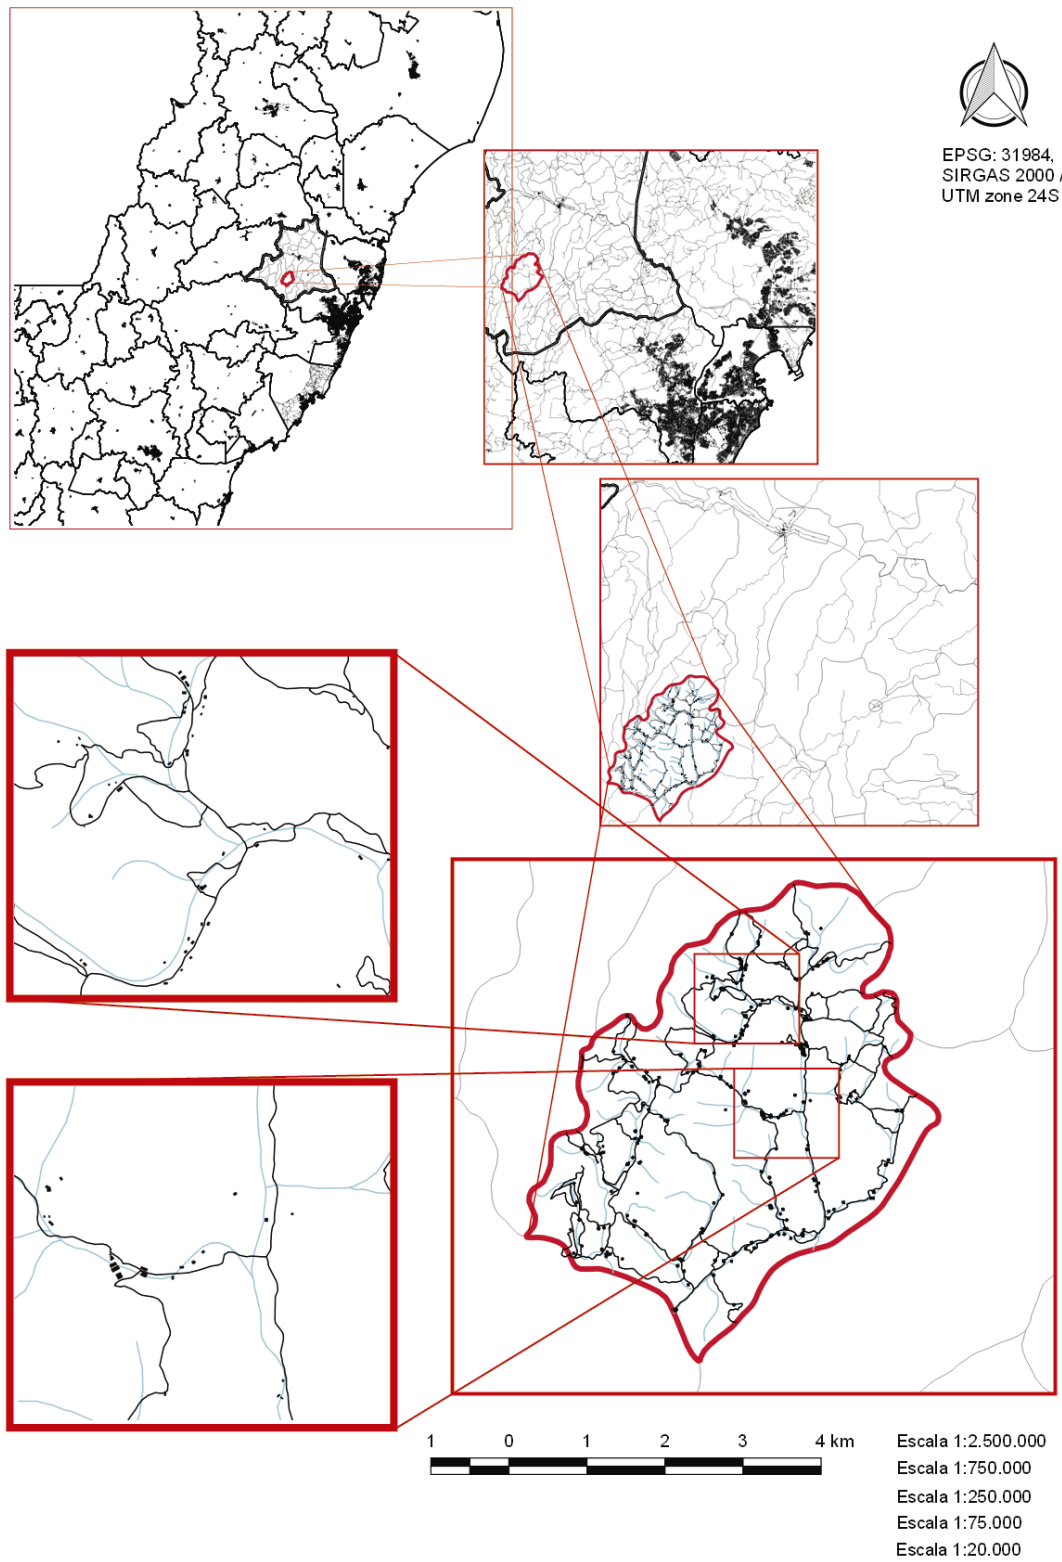 EPSG: 31984,
SIRGAS 2000 /
UTM zone 24S
1 0 1 2 3 4 km
Escala 1:2.500.000
Escala 1:750.000
Escala 1:250.000
Escala 1:75.000
Escala 1:20.000